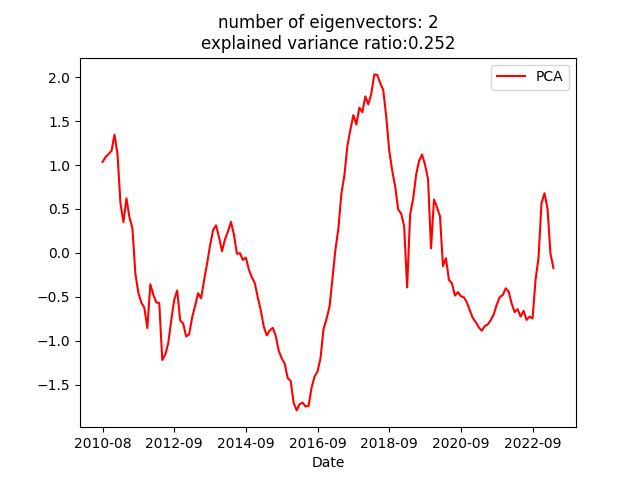 number of eigenvectors: 2
explained variance ratio:0.252
PCA
2.0
1.5
1.0
0.5
0.0
−0.5
−1.0
−1.5
2010-08 2012-09 2014-09 2016-09 2018-09 2020-09 2022-09
Date